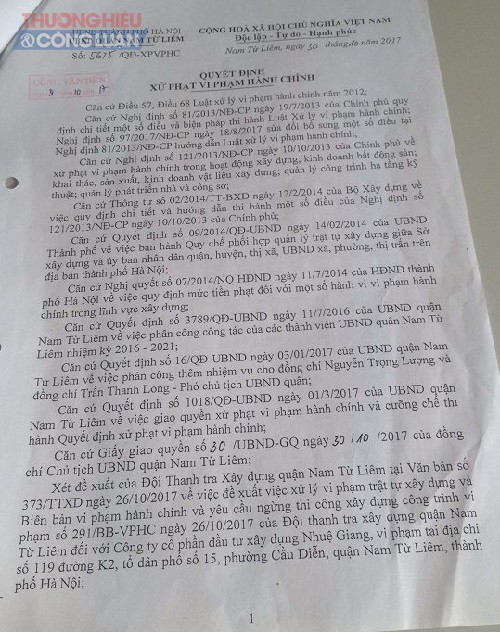 THƯƠNG HIỆU
& CÔNG LUẬN
UBND THÀNH PHỐ HÀ NỘI
QUẬN NAM TỪ LIÊM
Số: 5675 /QĐ-XPVPHC
CỘNG HOÀ XÃ HỘI CHỦ NGHĨA VIỆT NAM
Độc lập - Tự do - Hạnh phúc
Nam Từ Liêm, ngày 30 tháng 10 năm 2017
CÔNG VĂN ĐẾN
QUYẾT ĐỊNH
XỬ PHẠT VI PHẠM HÀNH CHÍNH
Căn cứ Điều 57, Điều 68 Luật xử lý vi phạm hành chính năm 2012;
Căn cứ Nghị định số 81/2013/NĐ-CP ngày 19/7/2013 của Chính phủ quy
định chi tiết một số điều và biện pháp thi hành Luật Xử lý vi phạm hành chính;
Nghị định số 97/2017/NĐ-CP ngày 18/8/2017 sửa đổi bổ sung một số điều tại
Nghị định 81/2013/NĐ-CP hướng dẫn Luật xử lý vi phạm hành chính;
Căn cứ Nghị định số 121/2013/NĐ-CP ngày 10/10/2013 của Chính phủ về
xử phạt vi phạm hành chính trong hoạt động xây dựng, kinh doanh bất động sản;
khai thác, sản xuất, kinh doanh vật liệu xây dựng; quản lý công trình hạ tầng kỹ
thuật; quản lý phát triển nhà và công sở;
Căn cứ Thông tư số 02/2014/TT-BXD ngày 17/2/2014 của Bộ Xây dựng về
việc quy định chi tiết và hướng dẫn thi hành một số điều của Nghị định số
121/2013/NĐ-CP ngày 10/10/2013 của Chính phủ;
Căn cứ Quyết định số 09/2014/QĐ-UBND ngày 14/02/2014 của UBND
Thành phố về việc ban hành Quy chế phối hợp quản lý trật tự xây dựng giữa Sở
xây dựng và ủy ban nhân dân quận, huyện, thị xã, UBND xã, phường, thị trấn trên
địa bàn thành phố Hà Nội;
Căn cứ Nghị quyết số 07/2014/NQ HĐND ngày 11/7/2014 của HĐND thành
phố Hà Nội về việc quy định mức tiền phạt đối với một số hành vi vi phạm hành
chính trong lĩnh vực xây dựng;
Căn cứ Quyết định số 3789/QĐ-UBND ngày 11/7/2016 của UBND quận
Nam Từ Liêm về việc phân công công tác của các thành viên UBND quận Nam Từ
Liêm nhiệm kỳ 2016 - 2021;
Căn cứ Quyết định số 16/QĐ UBND ngày 03/01/2017 của UBND quận Nam
Từ Liêm về việc phân công thêm nhiệm vụ cho đồng chí Nguyễn Trọng Lượng và
đồng chí Trần Thanh Long - Phó chủ tịch UBND quận;
Căn cứ Quyết định số 1018/QĐ-UBND ngày 01/3/2017 của UBND quận
Nam Từ Liêm về việc giao quyền xử phạt vi phạm hành chính và cưỡng chế thi
hành Quyết định xử phạt vi phạm hành chính;
Căn cứ Giấy giao quyền số 30 /UBND-GQ ngày 30/10/2017 của đồng
chí Chủ tịch UBND quận Nam Từ Liêm;
Xét đề xuất của Đội Thanh tra Xây dựng quận Nam Từ Liêm tại Văn bản số
373/TTXD ngày 26/10/2017 về việc đề xuất việc xử lý vi phạm trật tự xây dựng và
Biên bản vi phạm hành chính và yêu cầu ngừng thi công xây dựng công trình vi
phạm số 291/BB-VPHC ngày 26/10/2017 của Đội thanh tra xây dựng quận Nam
Từ Liêm đối với Công ty cổ phần đầu tư xây dựng Nhuệ Giang, vi phạm tại địa chỉ
số 119 đường K2, tổ dân phố số 15, phường Cầu Diễn, quận Nam Từ Liêm, thành
phố Hà Nội.
1